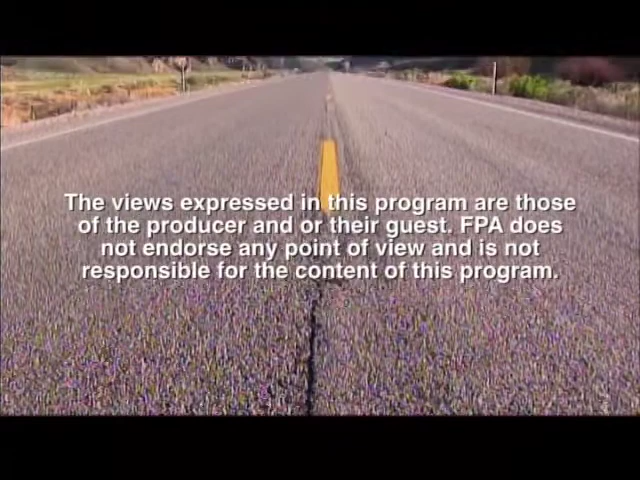 The views expressed in this program are those
of the producer and or their guest. FPA does
not endorse any point of view and is not
responsible for the content of this program.